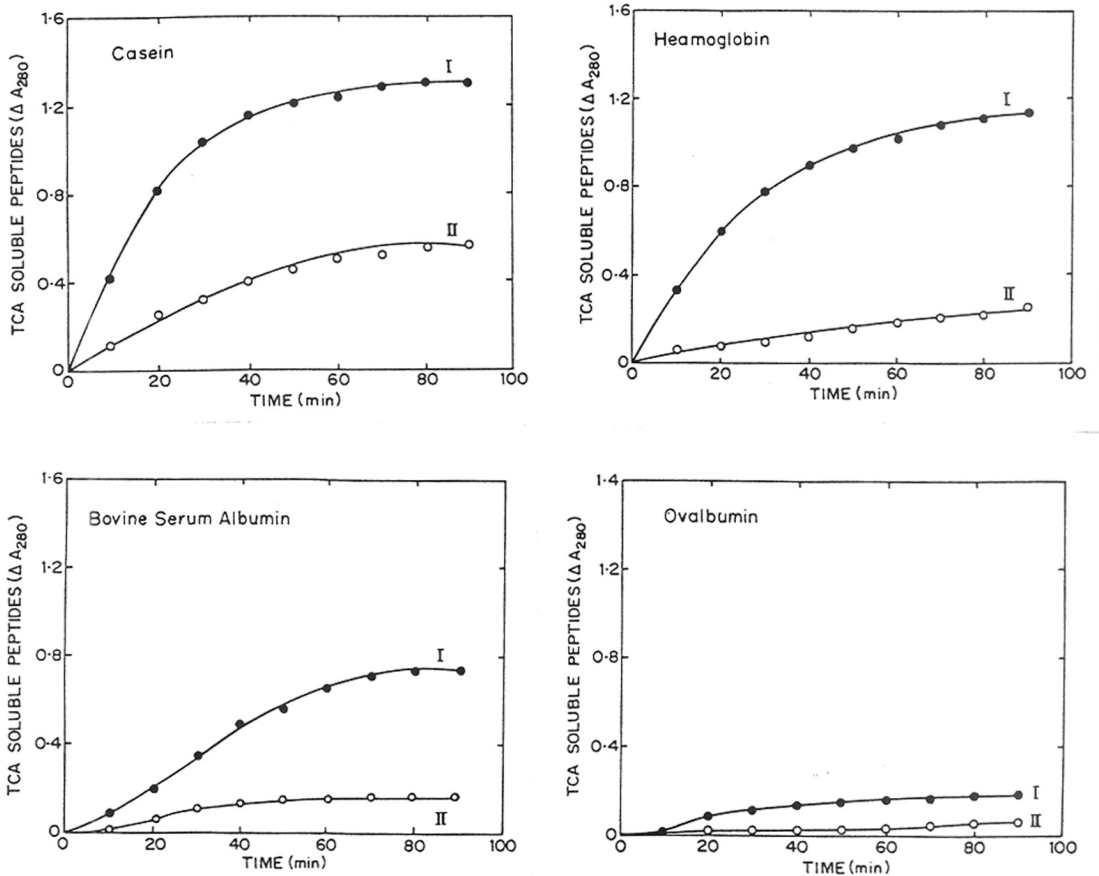 Casein
TCA SOLUBLE PEPTIDES (Δ A280)
1·6
1·2
0·8
0·4
0
I
II
0 20 40 60 80 100
TIME (min)
Heamoglobin
TCA SOLUBLE PEPTIDES (Δ A280)
1·6
1·2
0·8
0·4
0
I
II
0 20 40 60 80 100
TIME (min)
Bovine Serum Albumin
TCA SOLUBLE PEPTIDES (Δ A280)
1·6
1·2
0·8
0·4
0
I
II
0 20 40 60 80 100
TIME (min)
Ovalbumin
TCA SOLUBLE PEPTIDES (Δ A280)
1·4
1·2
0·8
0·4
0
I
II
0 20 40 60 80 100
TIME (min)